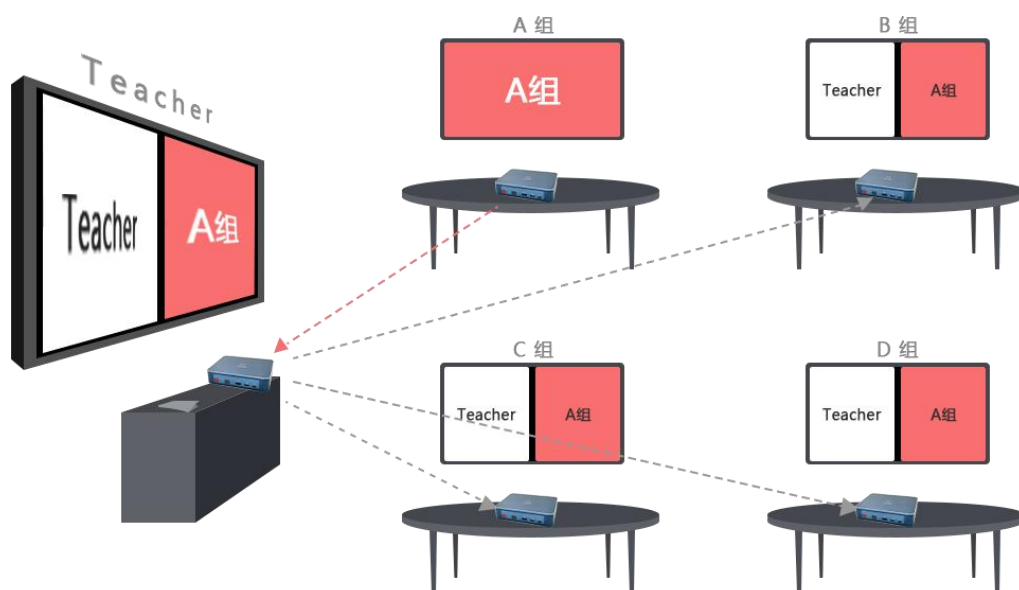 Teacher
Teacher
A组
A 组
A组
B 组
Teacher
A组
C 组
Teacher
A组
D 组
Teacher
A组